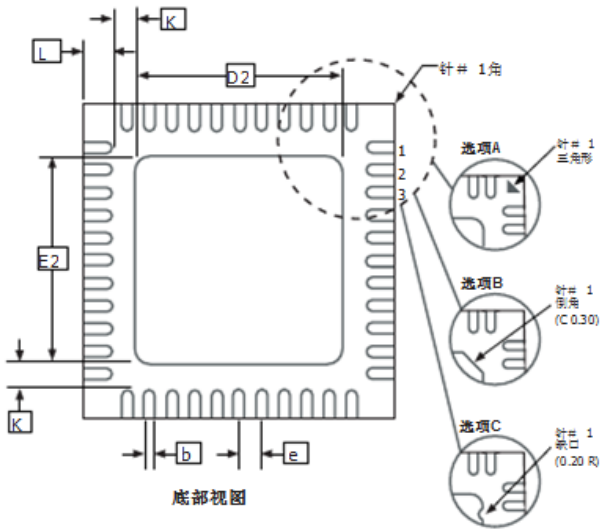 K
L
D2
针# 1角
1
2
3
选项A
针# 1
三角形
E2
选项B
针# 1
倒角
(C 0.30)
K
选项C
针# 1
缺口
(0.20 R)
b
e
底部视图